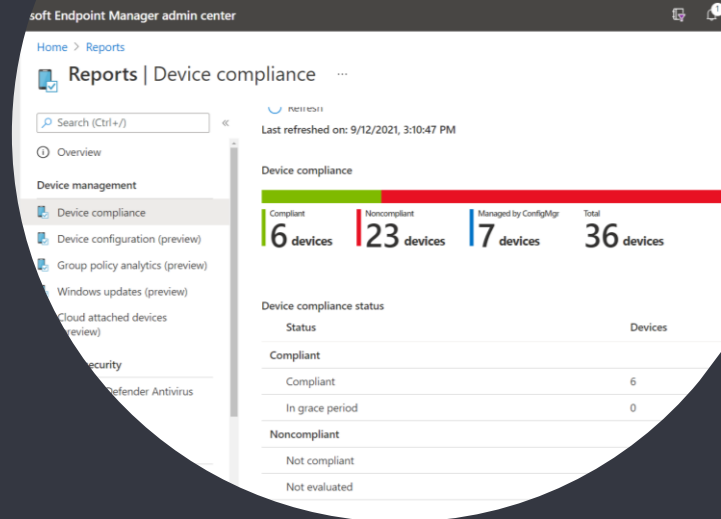 soft Endpoint Manager admin center
1
Home > Reports
Reports | Device compliance ...
Search (Ctrl+/)
«
Overview
Device management
Device compliance
Device configuration (preview)
Group policy analytics (preview)
Windows updates (preview)
Cloud attached devices
review)
ecurity
Defender Antivirus
Refresh
Last refreshed on: 9/12/2021, 3:10:47 PM
Device compliance
Compliant
6 devices
Noncompliant
23 devices
Managed by ConfigMgr
7 devices
Total
36 devices
Device compliance status
Status Devices
Compliant
Compliant 6
In grace period 0
Noncompliant
Not compliant
Not evaluated